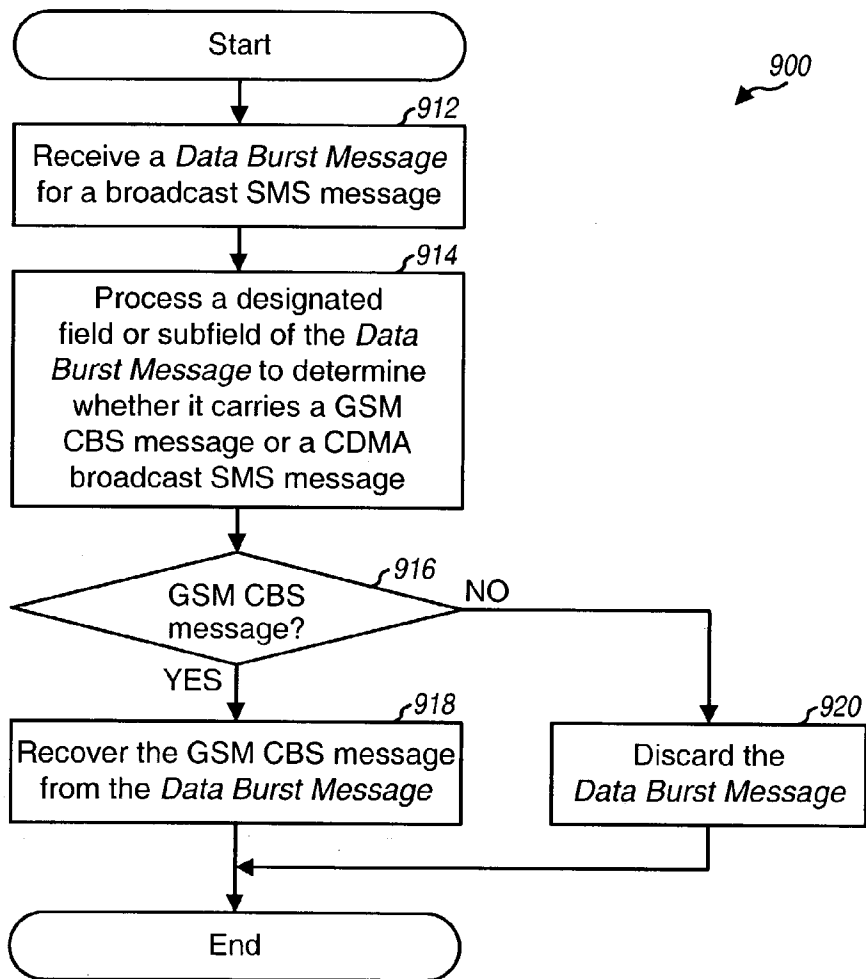 Start
900
912
Receive a Data Burst Message
for a broadcast SMS message
914
Process a designated
field or subfield of the Data
Burst Message to determine
whether it carries a GSM
CBS message or a CDMA
broadcast SMS message
916
GSM CBS
message?
NO
YES
918
Recover the GSM CBS message
from the Data Burst Message
920
Discard the
Data Burst Message
End